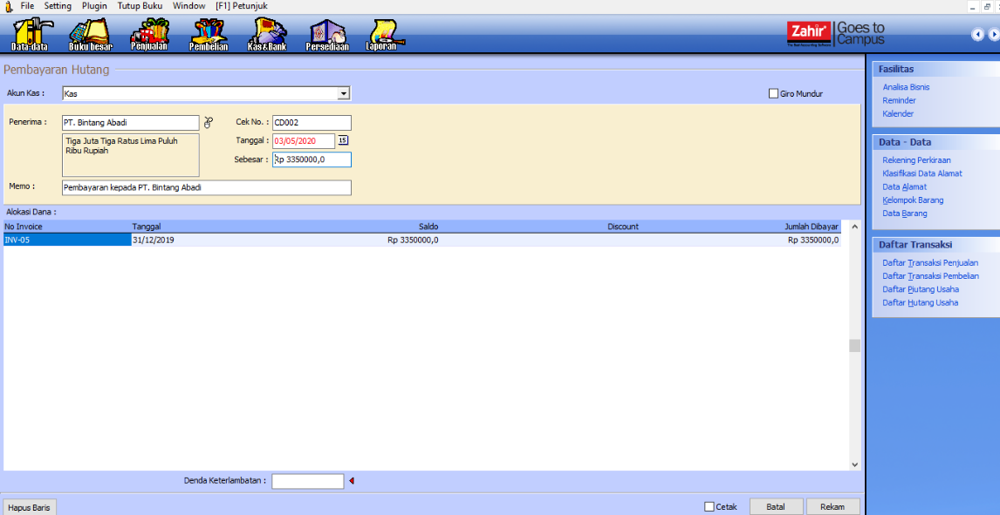 File Setting Plugin Tutup Buku Window [F1] Petunjuk
Data-data Buku besar Penjualan Pembelian Kas & Bank Persediaan Laporan
Zahir Goes to
Campus
Pembayaran Hutang
Akun Kas : Kas Giro Mundur
Penerima : PT. Bintang Abadi Cek No. : CD002
Tiga Juta Tiga Ratus Lima Puluh
Ribu Rupiah
Tanggal : 03/05/2020 15
Sebesar : Rp 3350000,0
Memo : Pembayaran kepada PT. Bintang Abadi
Alokasi Dana :
No Invoice Tanggal Saldo Discount Jumlah Dibayar
INV-05 31/12/2019 Rp 3350000,0 Rp 3350000,0
Denda Keterlambatan :
Hapus Baris Cetak Batal Rekam
Fasilitas
Analisa Bisnis
Reminder
Kalender
Data - Data
Rekening Perkiraan
Klasifikasi Data Alamat
Data Alamat
Kelompok Barang
Data Barang
Daftar Transaksi
Daftar Transaksi Penjualan
Daftar Transaksi Pembelian
Daftar Piutang Usaha
Daftar Hutang Usaha